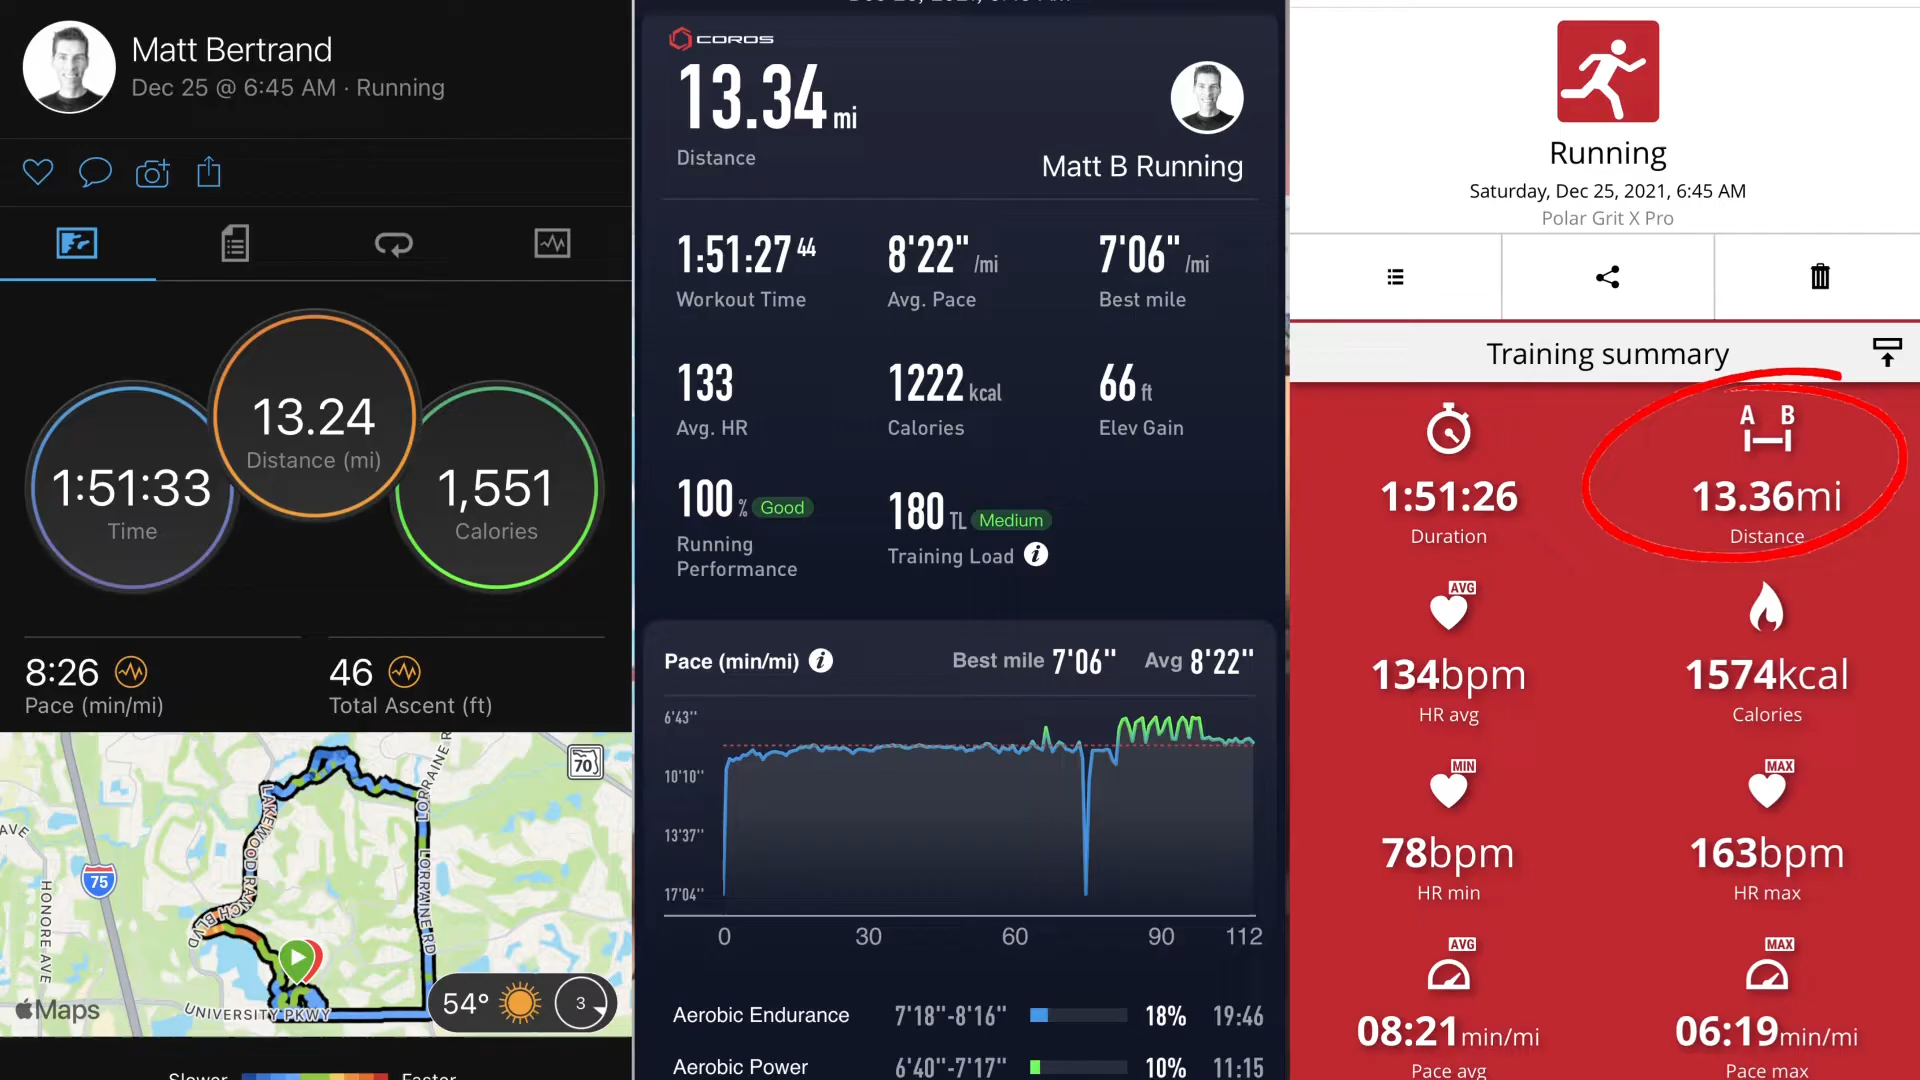 Matt Bertrand
Dec 25 @ 6:45 AM · Running
13.24
Distance (mi)
1:51:33
Time
1,551
Calories
8:26
Pace (min/mi)
46
Total Ascent (ft)
70
LORRAINE R
LAKEWOOD RANCH BLVD
LORRAINE RD
AVE
75
HONORE AVE
UNIVERSITY PKWY
Maps
54°
3
Slower
Faster
COROS
13.34 mi
Distance
Matt B Running
1:51:27 44
Workout Time
8'22" /mi
Avg. Pace
7'06" /mi
Best mile
133
Avg. HR
1222 kcal
Calories
66 ft
Elev Gain
100 % Good
Running
Performance
180 TL Medium
Training Load i
Pace (min/mi) i
Best mile 7'06" Avg 8'22"
6'43"
10'10"
13'37"
17'04"
0 30 60 90 112
Aerobic Endurance 7'18"-8'16" 18% 19:46
Aerobic Power 6'40"-7'17" 10% 11:15
Running
Saturday, Dec 25, 2021, 6:45 AM
Polar Grit X Pro
Training summary
A B
1:51:26
Duration
13.36mi
Distance
AVG
134bpm
HR avg
1574kcal
Calories
MIN
78bpm
HR min
MAX
163bpm
HR max
AVG
08:21min/mi
Pace avg
MAX
06:19min/mi
Pace max